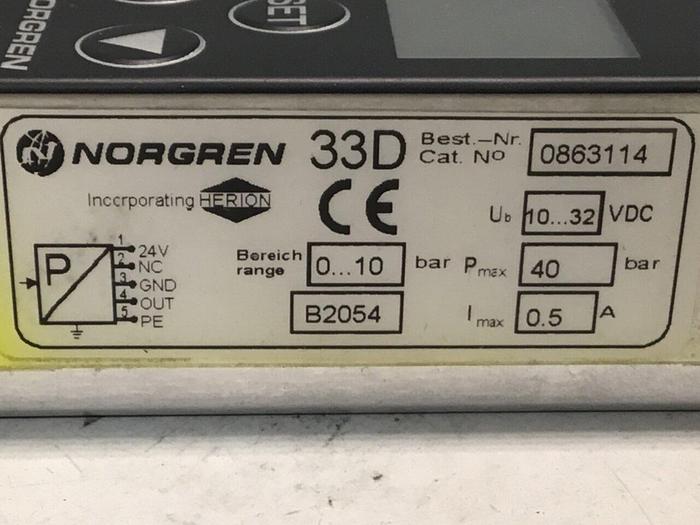 NORGREN
SET
NORGREN 33D Best.-Nr. Cat. No 0863114
Incorporating HERION CE
Ub 10...32 VDC
P
1 24V
2 NC
3 GND
4 OUT
5 PE
Bereich range 0...10 bar Pmax 40 bar
B2054 Imax 0.5 A